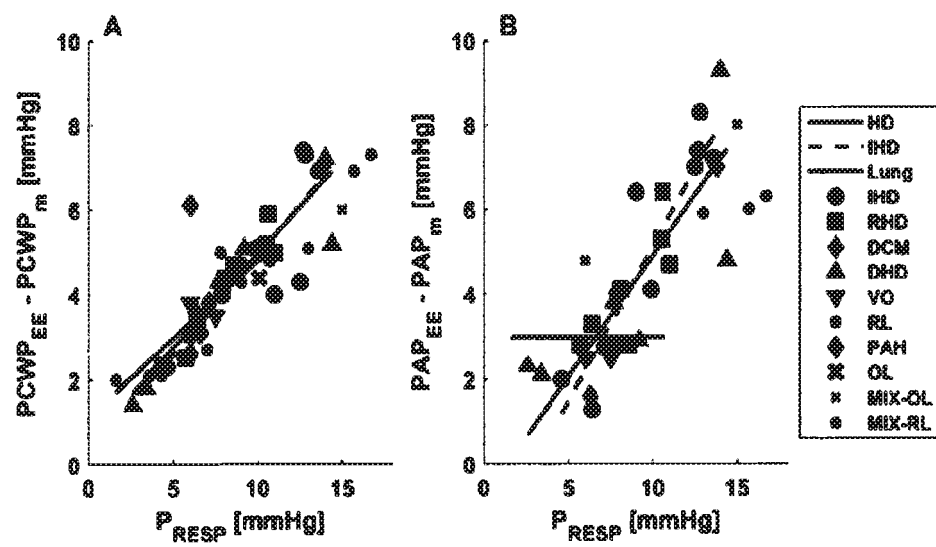 A
B
PCWP_EE - PCWP_m [mmHg]
10
8
6
4
2
0
0
5
10
15
P_RESP [mmHg]
PAP_EE - PAP_m [mmHg]
10
8
6
4
2
0
0
5
10
15
P_RESP [mmHg]
HD
IHD
Lung
IHD
RHD
DCM
DHD
VO
RL
PAH
OL
MIX-OL
MIX-RL